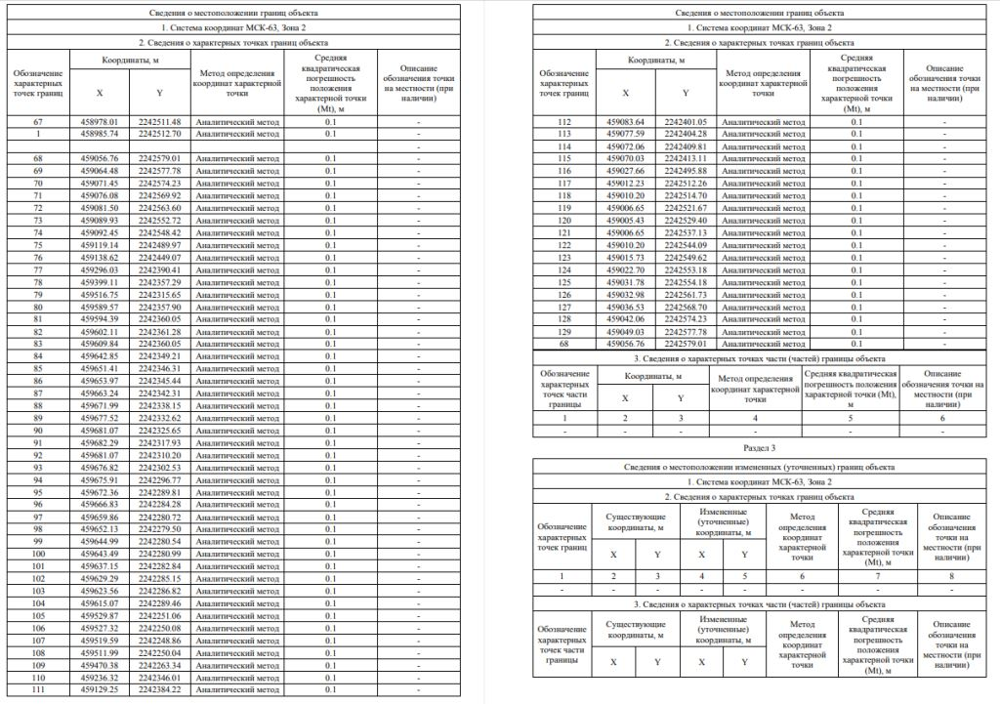 Сведения о местоположении границ объекта
1. Система координат МСК-63, Зона 2
2. Сведения о характерных точках границ объекта
Обозначение характерных точек границ | Координаты, м | Метод определения координат характерной точки | Средняя квадратическая погрешность положения характерной точки (Mt), м | Описание обозначения точки на местности (при наличии)
X | Y
67 458978.01 2242511.48 Аналитический метод 0.1 -
1 458985.74 2242512.70 Аналитический метод 0.1 -
-
68 459056.76 2242579.01 Аналитический метод 0.1 -
69 459064.48 2242577.78 Аналитический метод 0.1 -
70 459071.45 2242574.23 Аналитический метод 0.1 -
71 459076.08 2242569.92 Аналитический метод 0.1 -
72 459081.50 2242563.60 Аналитический метод 0.1 -
73 459089.93 2242552.72 Аналитический метод 0.1 -
74 459092.45 2242548.42 Аналитический метод 0.1 -
75 459119.14 2242489.97 Аналитический метод 0.1 -
76 459138.62 2242449.07 Аналитический метод 0.1 -
77 459296.03 2242390.41 Аналитический метод 0.1 -
78 459399.11 2242357.29 Аналитический метод 0.1 -
79 459516.75 2242315.65 Аналитический метод 0.1 -
80 459589.57 2242357.90 Аналитический метод 0.1 -
81 459594.39 2242360.05 Аналитический метод 0.1 -
82 459602.11 2242361.28 Аналитический метод 0.1 -
83 459609.84 2242360.05 Аналитический метод 0.1 -
84 459642.85 2242349.21 Аналитический метод 0.1 -
85 459651.41 2242346.31 Аналитический метод 0.1 -
86 459653.97 2242345.44 Аналитический метод 0.1 -
87 459663.24 2242342.31 Аналитический метод 0.1 -
88 459671.99 2242338.15 Аналитический метод 0.1 -
89 459677.52 2242332.62 Аналитический метод 0.1 -
90 459681.07 2242325.65 Аналитический метод 0.1 -
91 459682.29 2242317.93 Аналитический метод 0.1 -
92 459681.07 2242310.20 Аналитический метод 0.1 -
93 459676.82 2242302.53 Аналитический метод 0.1 -
94 459675.91 2242296.77 Аналитический метод 0.1 -
95 459672.36 2242289.81 Аналитический метод 0.1 -
96 459666.83 2242284.28 Аналитический метод 0.1 -
97 459659.86 2242280.72 Аналитический метод 0.1 -
98 459652.13 2242279.50 Аналитический метод 0.1 -
99 459644.99 2242280.54 Аналитический метод 0.1 -
100 459643.49 2242280.99 Аналитический метод 0.1 -
101 459637.15 2242282.84 Аналитический метод 0.1 -
102 459629.29 2242285.15 Аналитический метод 0.1 -
103 459623.56 2242286.82 Аналитический метод 0.1 -
104 459615.07 2242289.46 Аналитический метод 0.1 -
105 459529.87 2242251.06 Аналитический метод 0.1 -
106 459527.32 2242250.08 Аналитический метод 0.1 -
107 459519.59 2242248.86 Аналитический метод 0.1 -
108 459511.99 2242250.04 Аналитический метод 0.1 -
109 459470.38 2242263.34 Аналитический метод 0.1 -
110 459236.32 2242346.01 Аналитический метод 0.1 -
111 459129.25 2242384.22 Аналитический метод 0.1 -
Сведения о местоположении границ объекта
1. Система координат МСК-63, Зона 2
2. Сведения о характерных точках границ объекта
Обозначение характерных точек границ | Координаты, м | Метод определения координат характерной точки | Средняя квадратическая погрешность положения характерной точки (Mt), м | Описание обозначения точки на местности (при наличии)
X | Y
112 459083.64 2242401.05 Аналитический метод 0.1 -
113 459077.59 2242404.28 Аналитический метод 0.1 -
114 459072.06 2242409.81 Аналитический метод 0.1 -
115 459070.03 2242413.11 Аналитический метод 0.1 -
116 459027.66 2242495.88 Аналитический метод 0.1 -
117 459012.23 2242512.26 Аналитический метод 0.1 -
118 459010.20 2242514.70 Аналитический метод 0.1 -
119 459006.65 2242521.67 Аналитический метод 0.1 -
120 459005.43 2242529.40 Аналитический метод 0.1 -
121 459006.65 2242537.13 Аналитический метод 0.1 -
122 459010.20 2242544.09 Аналитический метод 0.1 -
123 459015.73 2242549.62 Аналитический метод 0.1 -
124 459022.70 2242553.18 Аналитический метод 0.1 -
125 459031.78 2242554.18 Аналитический метод 0.1 -
126 459032.98 2242561.73 Аналитический метод 0.1 -
127 459036.53 2242568.70 Аналитический метод 0.1 -
128 459042.06 2242574.23 Аналитический метод 0.1 -
129 459049.03 2242577.78 Аналитический метод 0.1 -
68 459056.76 2242579.01 Аналитический метод 0.1 -
3. Сведения о характерных точках части (частей) границы объекта
Обозначение характерных точек части границы | Координаты, м | Метод определения координат характерной точки | Средняя квадратическая погрешность положения характерной точки (Mt), м | Описание обозначения точки на местности (при наличии)
X | Y
1 2 3 4 5 6
- - - - - -
Раздел 3
Сведения о местоположении измененных (уточненных) границ объекта
1. Система координат МСК-63, Зона 2
2. Сведения о характерных точках границ объекта
Обозначение характерных точек границ | Существующие координаты, м | Измененные (уточненные) координаты, м | Метод определения координат характерной точки | Средняя квадратическая погрешность положения характерной точки (Mt), м | Описание обозначения точки на местности (при наличии)
X | Y | X | Y
1 2 3 4 5 6 7 8
- - - - - - - -
3. Сведения о характерных точках части (частей) границы объекта
Обозначение характерных точек части границы | Существующие координаты, м | Измененные (уточненные) координаты, м | Метод определения координат характерной точки | Средняя квадратическая погрешность положения характерной точки (Mt), м | Описание обозначения точки на местности (при наличии)
X | Y | X | Y